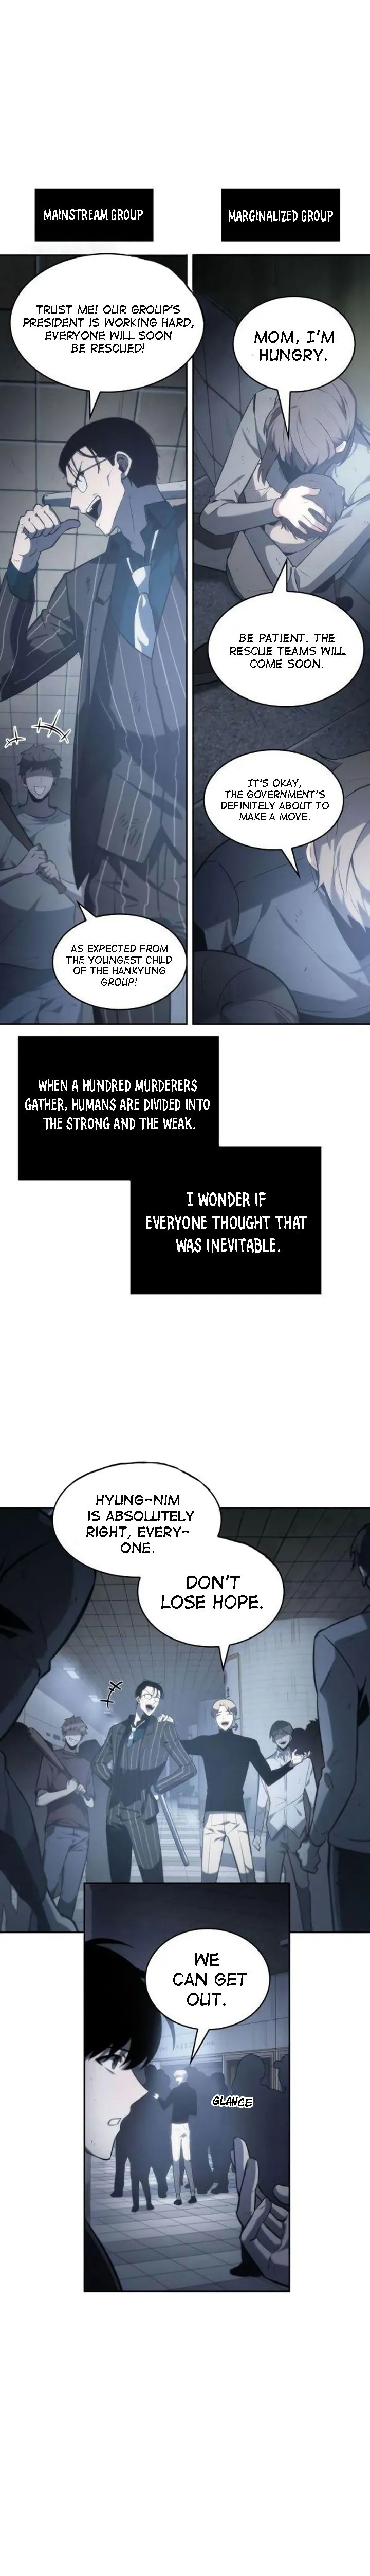 MAINSTREAM GROUP
MARGINALIZED GROUP
TRUST ME! OUR GROUP'S
PRESIDENT IS WORKING HARD,
EVERYONE WILL SOON
BE RESCUED!
MOM, I'M
HUNGRY.
BE PATIENT. THE
RESCUE TEAMS WILL
COME SOON.
IT'S OKAY,
THE GOVERNMENT'S
DEFINITELY ABOUT TO
MAKE A MOVE.
AS EXPECTED FROM
THE YOUNGEST CHILD
OF THE HANKYUNG
GROUP!
WHEN A HUNDRED MURDERERS
GATHER, HUMANS ARE DIVIDED INTO
THE STRONG AND THE WEAK.
I WONDER IF
EVERYONE THOUGHT THAT
WAS INEVITABLE.
HYUNG-NIM
IS ABSOLUTELY
RIGHT, EVERY-
ONE.
DON'T
LOSE HOPE.
WE
CAN GET
OUT.
GLANCE